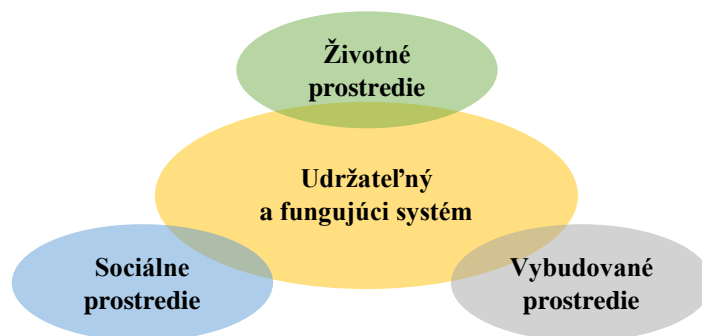 Životné
prostredie
Udržateľný
a fungujúci systém
Sociálne
prostredie
Vybudované
prostredie